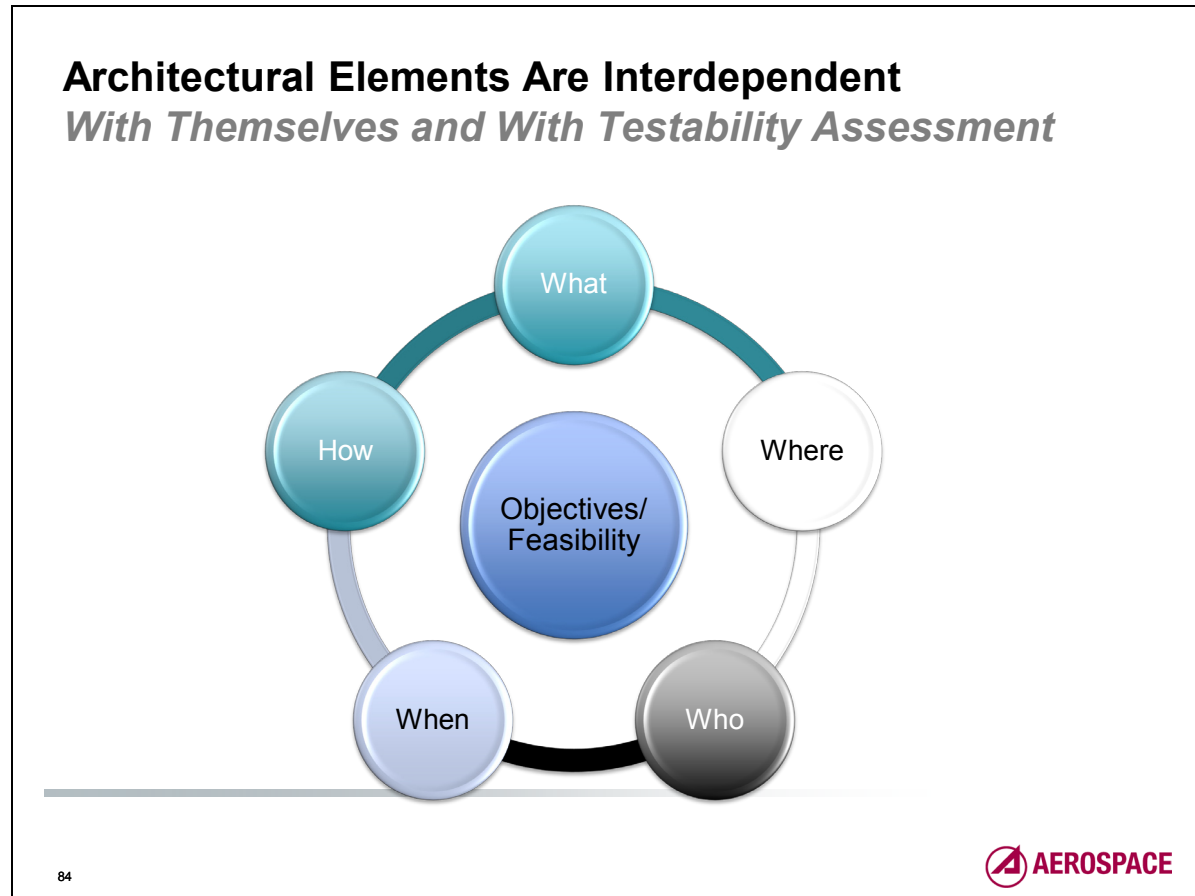 Architectural Elements Are Interdependent
With Themselves and With Testability Assessment
What
How
Where
Objectives/
Feasibility
When
Who
84
AEROSPACE